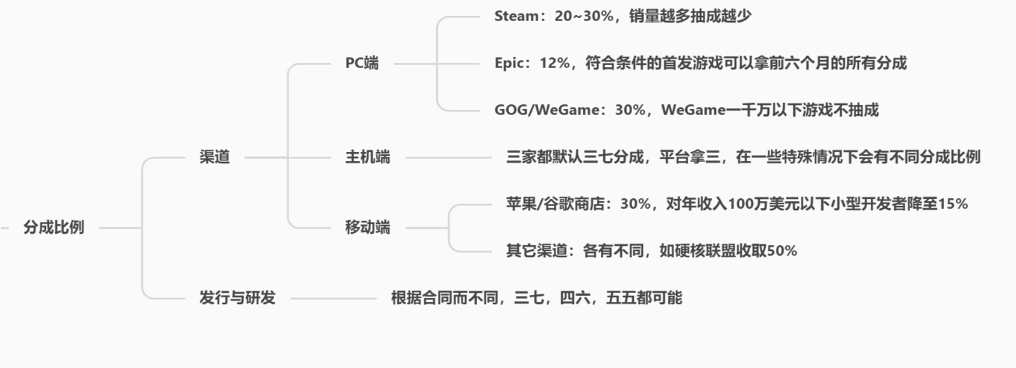 Steam：20~30%，销量越多抽成越少
PC端
Epic：12%，符合条件的首发游戏可以拿前六个月的所有分成
GOG/WeGame：30%，WeGame一千万以下游戏不抽成
渠道
主机端
三家都默认三七分成，平台拿三，在一些特殊情况下会有不同分成比例
苹果/谷歌商店：30%，对年收入100万美元以下小型开发者降至15%
分成比例
移动端
其它渠道：各有不同，如硬核联盟收取50%
发行与研发
根据合同而不同，三七，四六，五五都可能